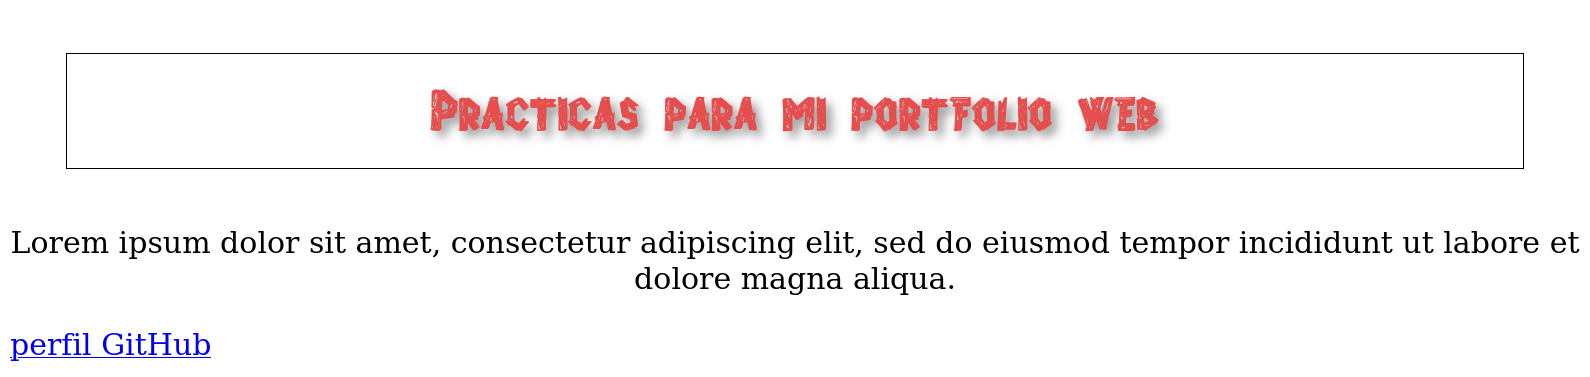 Practicas para mi portfolio web
Lorem ipsum dolor sit amet, consectetur adipiscing elit, sed do eiusmod tempor incididunt ut labore et
dolore magna aliqua.
perfil GitHub